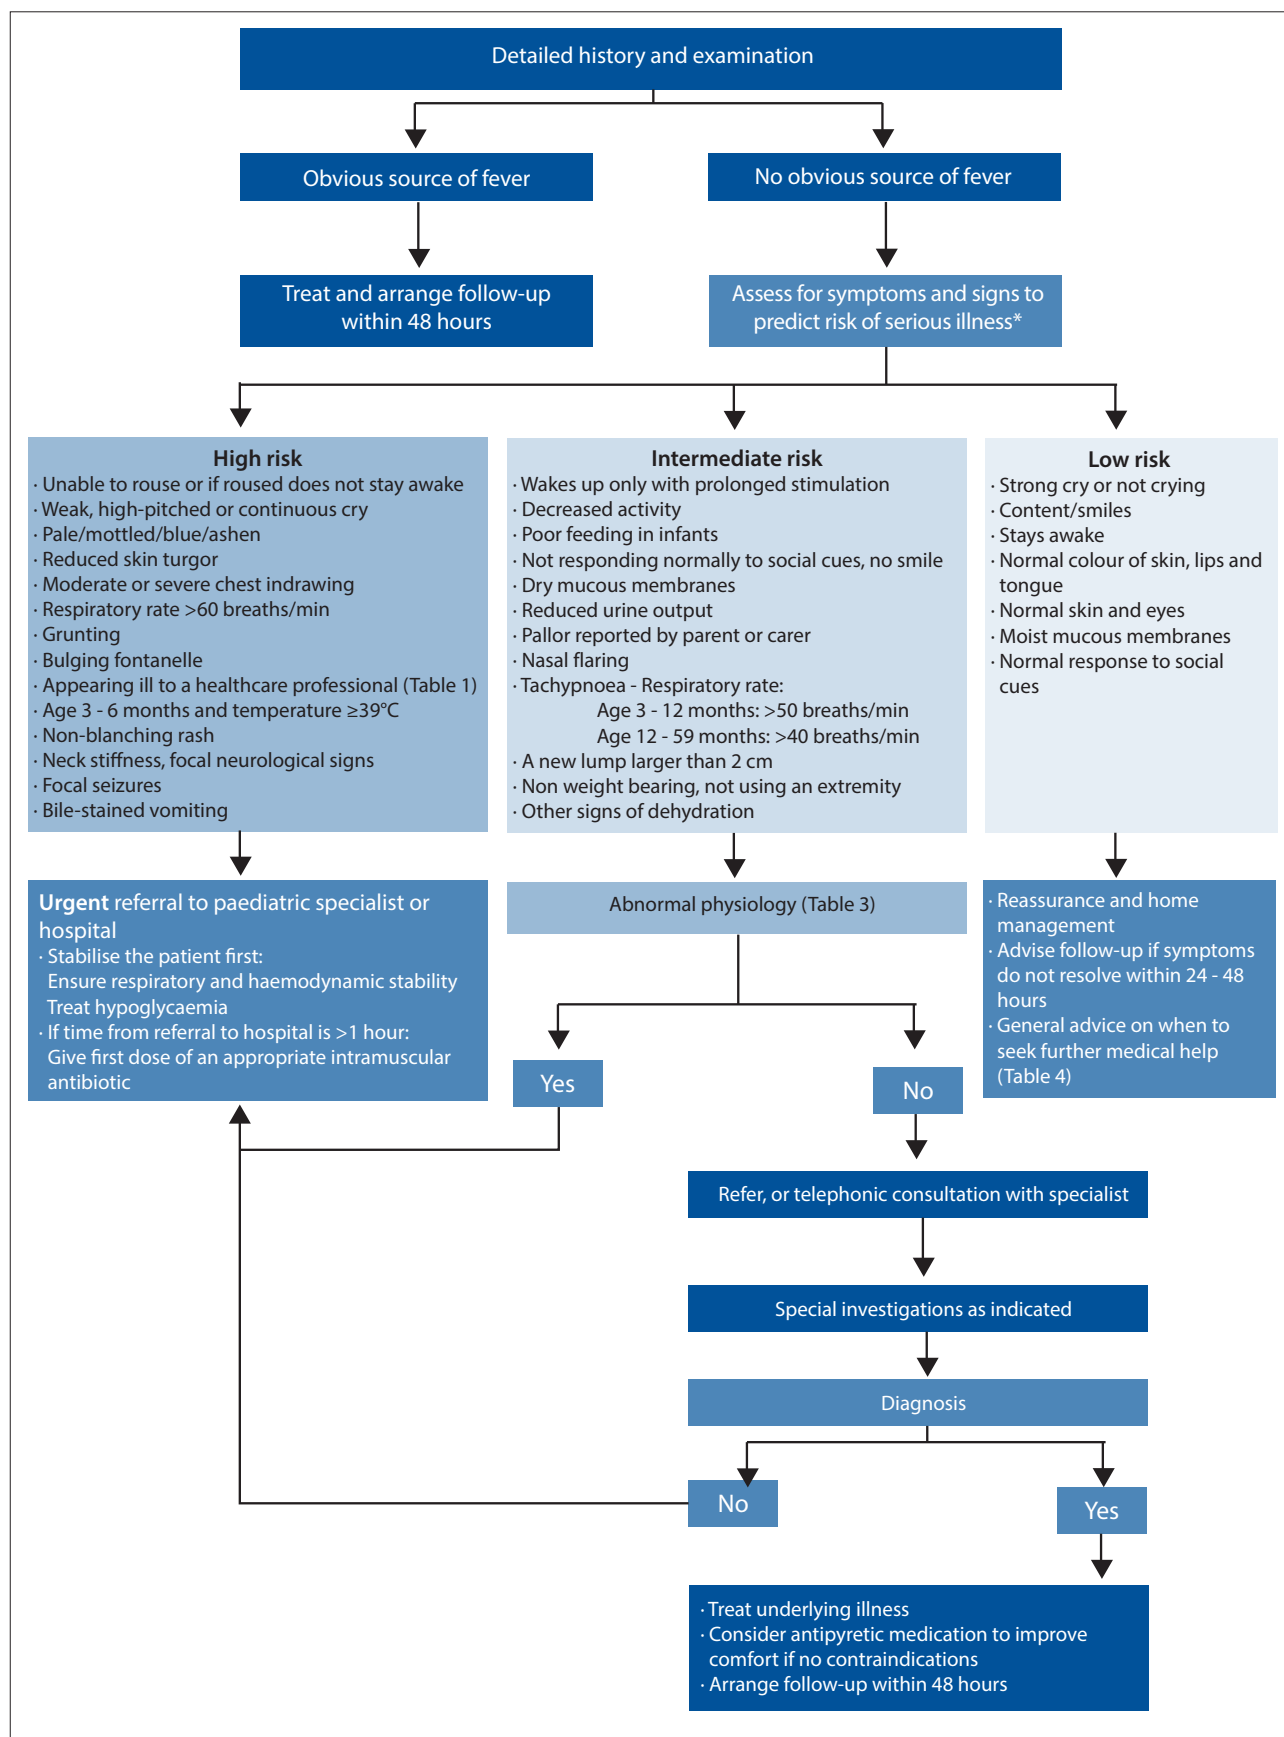 Detailed history and examination
Obvious source of fever
No obvious source of fever
Treat and arrange follow-up
within 48 hours
Assess for symptoms and signs to
predict risk of serious illness*
High risk
· Unable to rouse or if roused does not stay awake
· Weak, high-pitched or continuous cry
· Pale/mottled/blue/ashen
· Reduced skin turgor
· Moderate or severe chest indrawing
· Respiratory rate >60 breaths/min
· Grunting
· Bulging fontanelle
· Appearing ill to a healthcare professional (Table 1)
· Age 3 - 6 months and temperature ≥39°C
· Non-blanching rash
· Neck stiffness, focal neurological signs
· Focal seizures
· Bile-stained vomiting
Intermediate risk
· Wakes up only with prolonged stimulation
· Decreased activity
· Poor feeding in infants
· Not responding normally to social cues, no smile
· Dry mucous membranes
· Reduced urine output
· Pallor reported by parent or carer
· Nasal flaring
· Tachypnoea - Respiratory rate:
Age 3 - 12 months: >50 breaths/min
Age 12 - 59 months: >40 breaths/min
· A new lump larger than 2 cm
· Non weight bearing, not using an extremity
· Other signs of dehydration
Low risk
· Strong cry or not crying
· Content/smiles
· Stays awake
· Normal colour of skin, lips and
tongue
· Normal skin and eyes
· Moist mucous membranes
· Normal response to social
cues
Urgent referral to paediatric specialist or
hospital
· Stabilise the patient first:
Ensure respiratory and haemodynamic stability
Treat hypoglycaemia
· If time from referral to hospital is >1 hour:
Give first dose of an appropriate intramuscular
antibiotic
Abnormal physiology (Table 3)
· Reassurance and home
management
· Advise follow-up if symptoms
do not resolve within 24 - 48
hours
· General advice on when to
seek further medical help
(Table 4)
Yes
No
Refer, or telephonic consultation with specialist
Special investigations as indicated
Diagnosis
No
Yes
· Treat underlying illness
· Consider antipyretic medication to improve
comfort if no contraindications
· Arrange follow-up within 48 hours